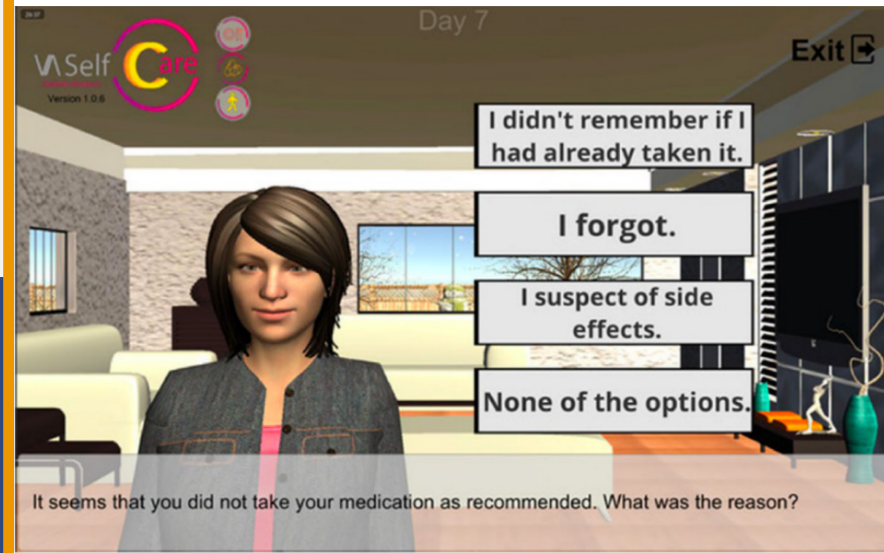 Day 7
Exit
VASelf
Care
Version 1.0.6
I didn't remember if I
had already taken it.
I forgot.
I suspect of side
effects.
None of the options.
It seems that you did not take your medication as recommended. What was the reason?